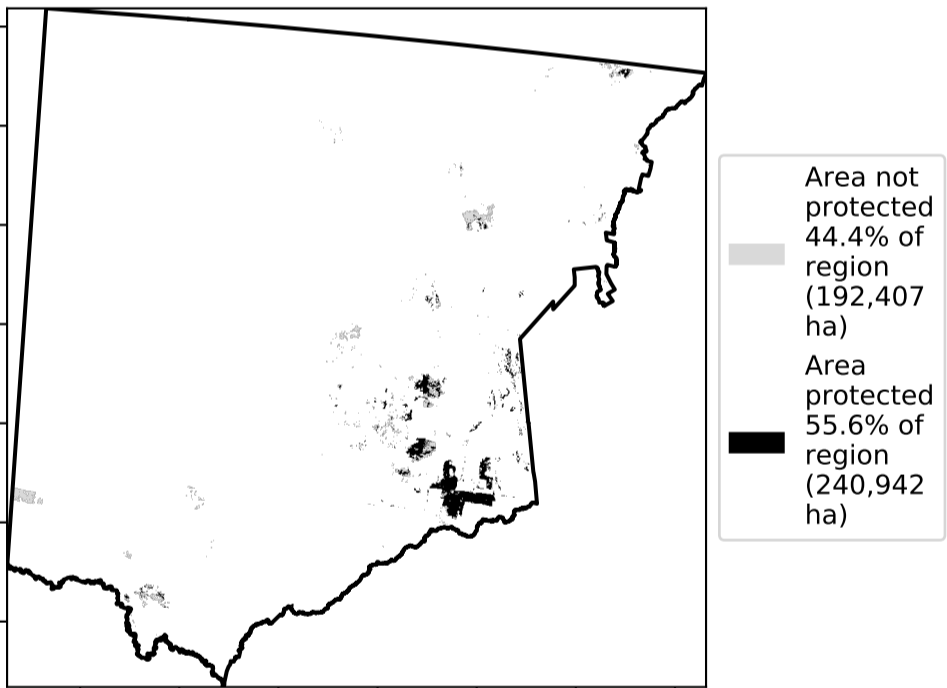 Area not
protected
44.4% of
region
(192,407
ha)
Area
protected
55.6% of
region
(240,942
ha)